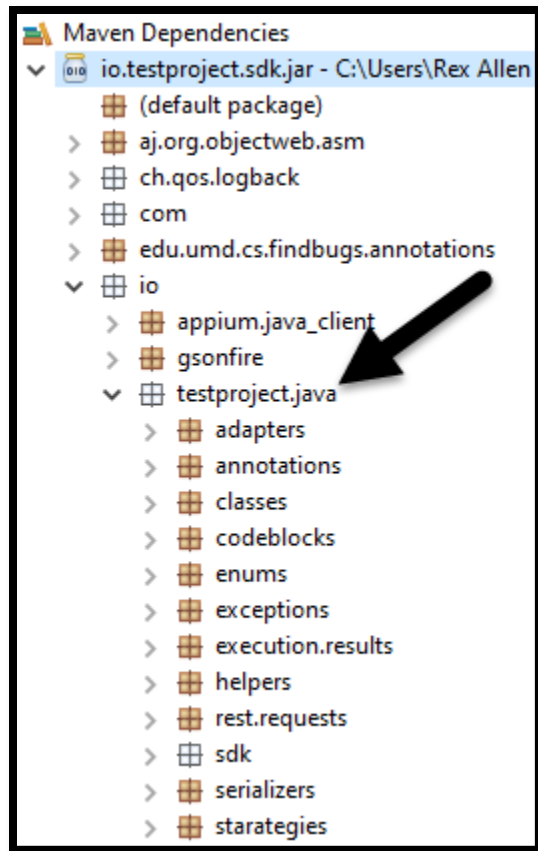 Maven Dependencies
io.testproject.sdk.jar - C:\Users\Rex Allen
(default package)
aj.org.objectweb.asm
ch.qos.logback
com
edu.umd.cs.findbugs.annotations
io
appium.java_client
gsonfire
testproject.java
adapters
annotations
classes
codeblocks
enums
exceptions
execution.results
helpers
rest.requests
sdk
serializers
starategies